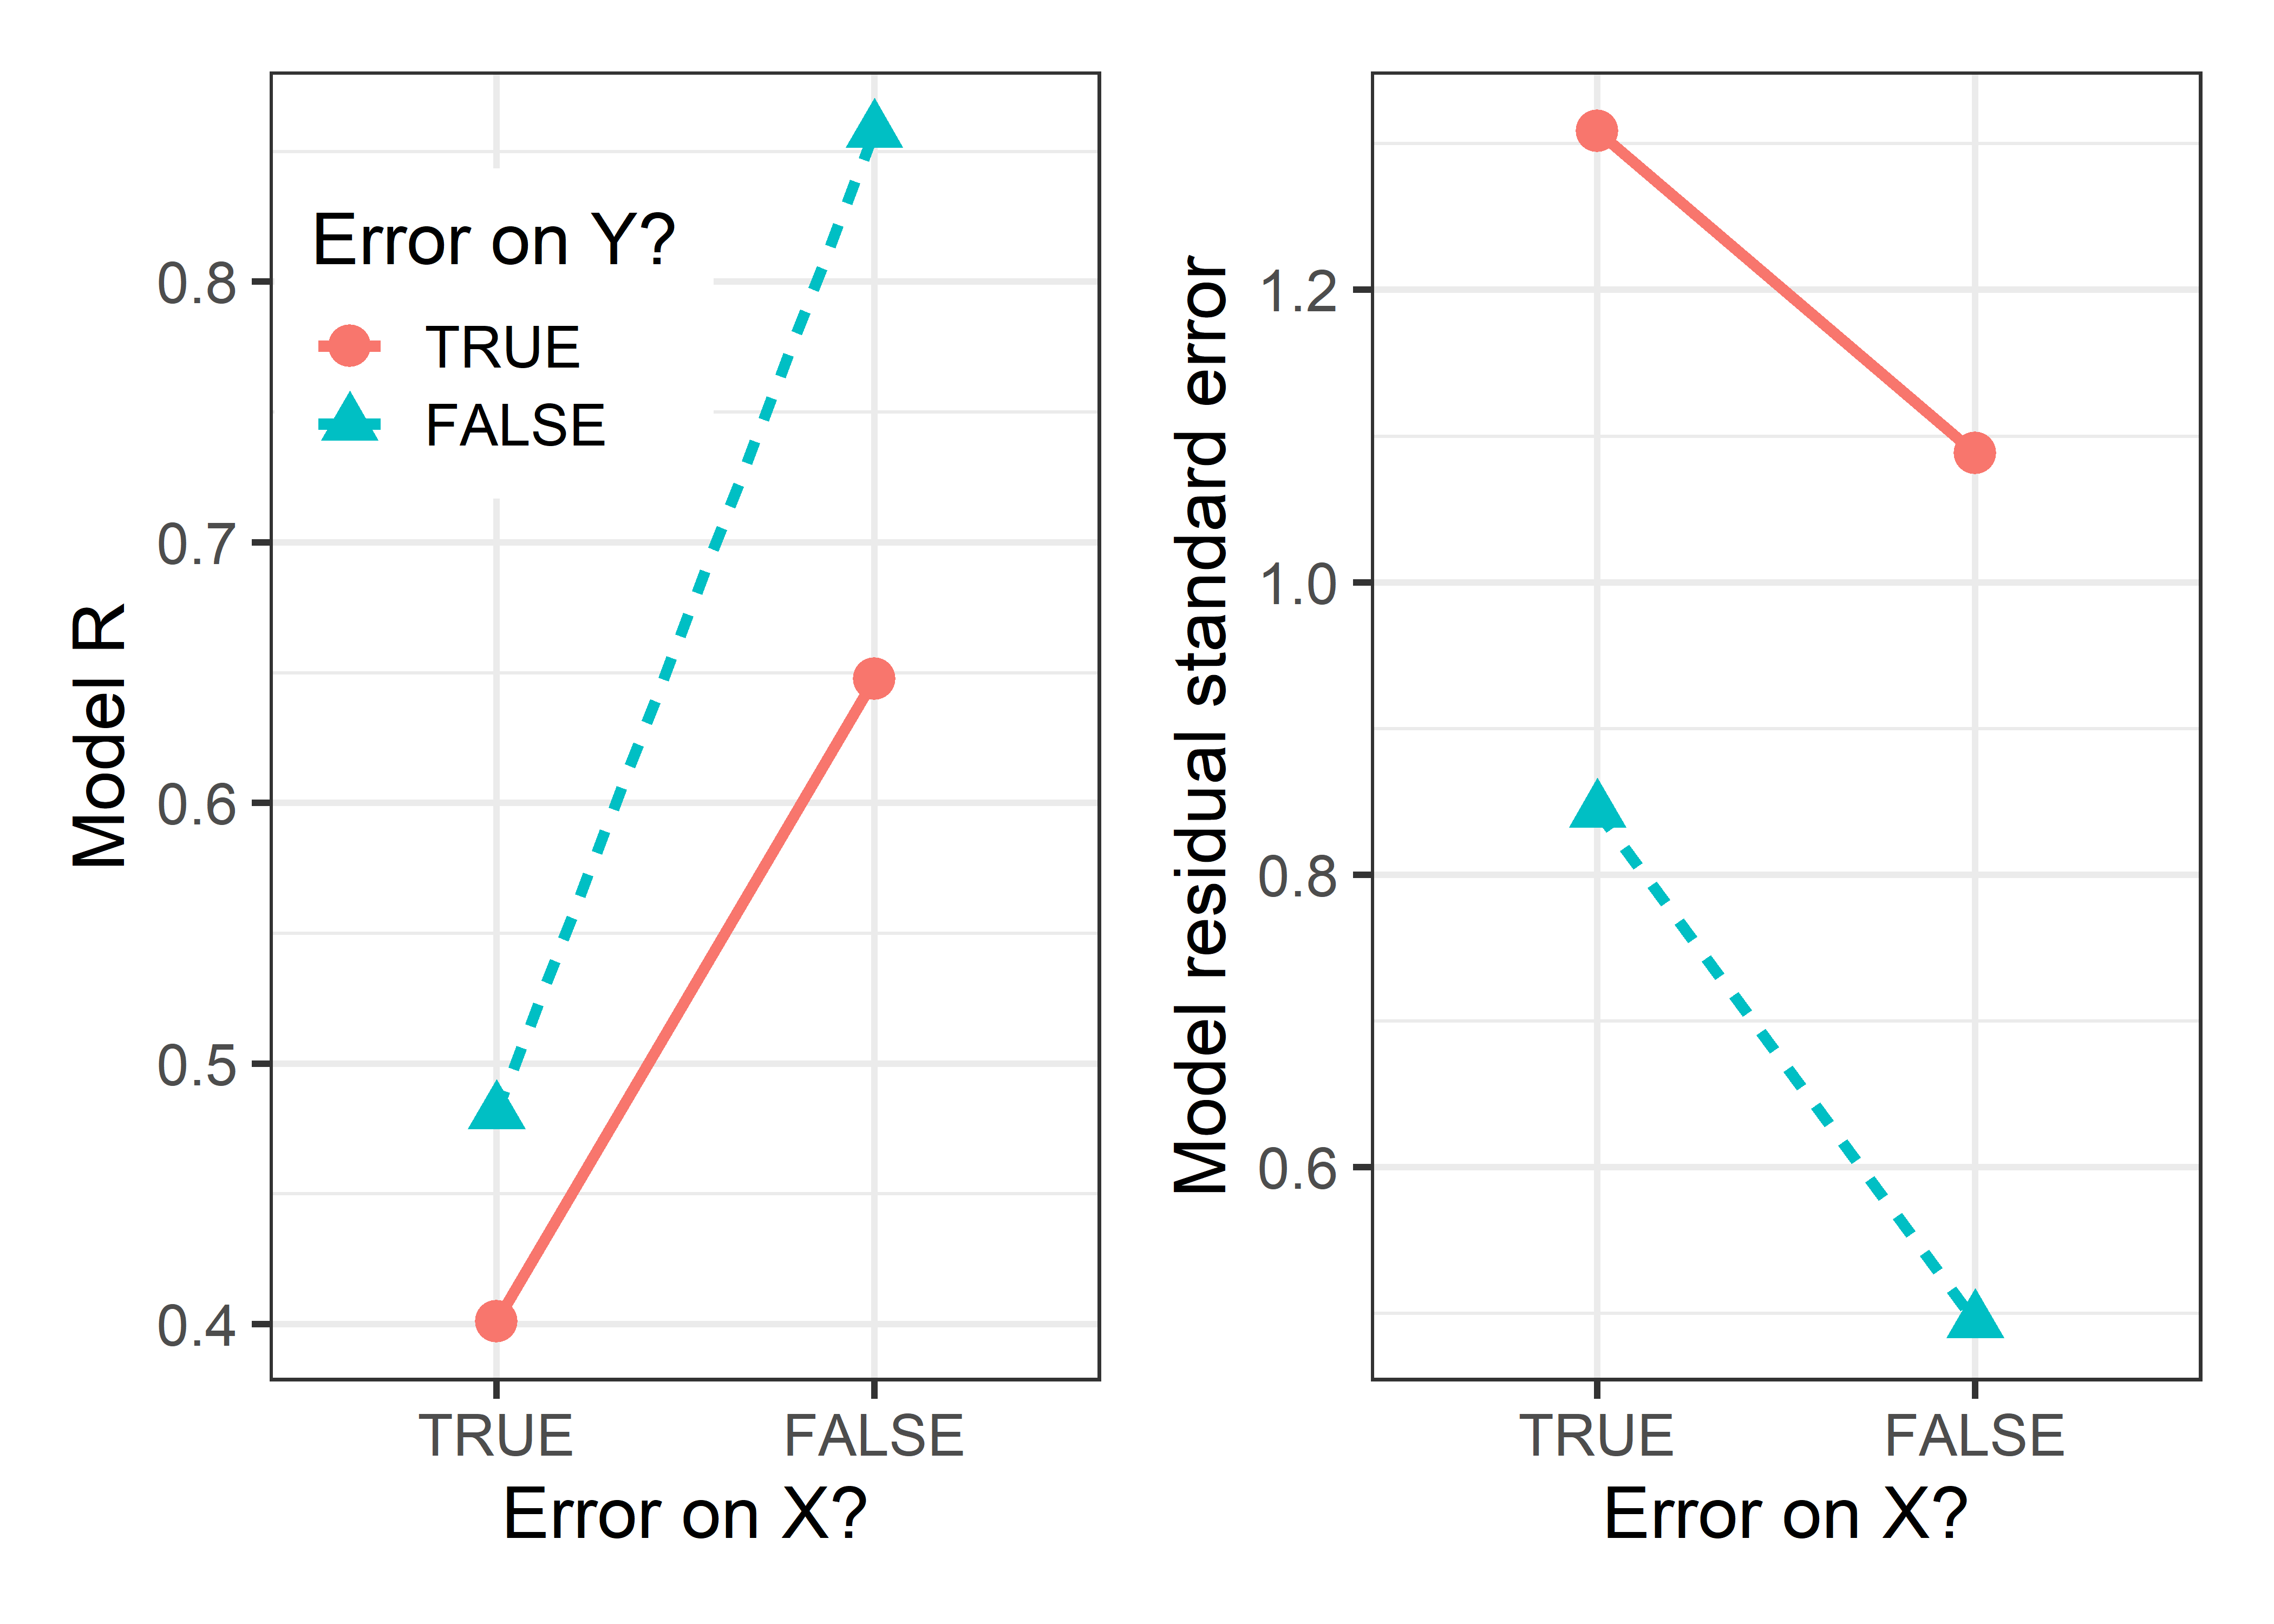 Model R
0.8
0.7
0.6
0.5
0.4
Error on Y?
TRUE
FALSE
TRUE FALSE
Error on X?
Model residual standard error
1.2
1.0
0.8
0.6
TRUE FALSE
Error on X?